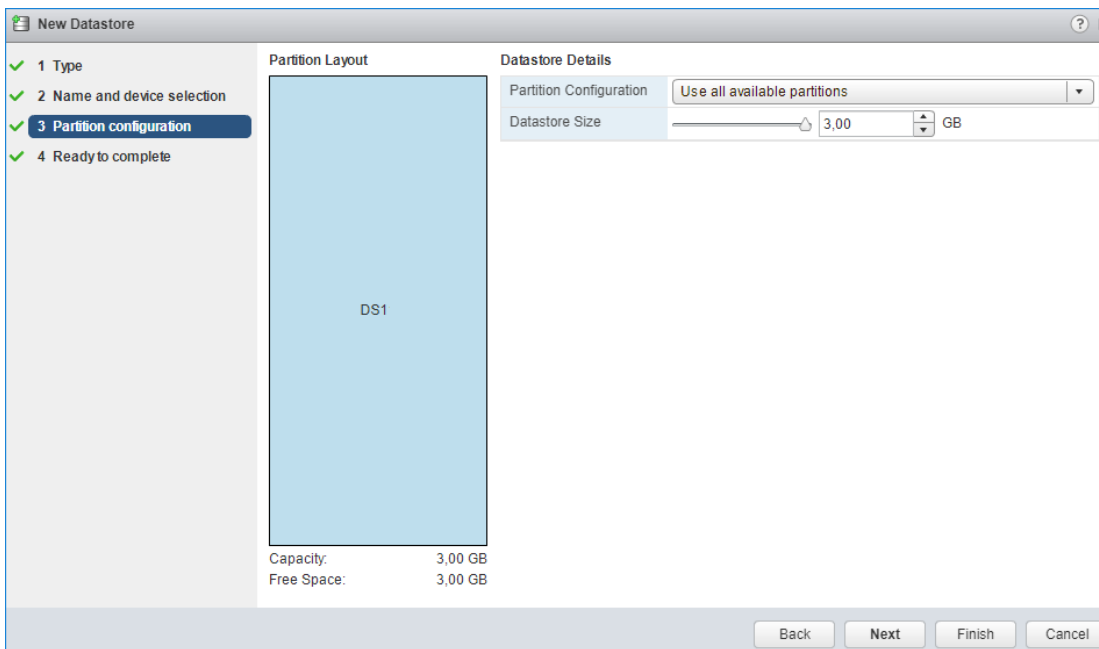 New Datastore
?
1 Type
2 Name and device selection
3 Partition configuration
4 Ready to complete
Partition Layout
DS1
Capacity: 3,00 GB
Free Space: 3,00 GB
Datastore Details
Partition Configuration Use all available partitions
Datastore Size 3,00 GB
Back Next Finish Cancel